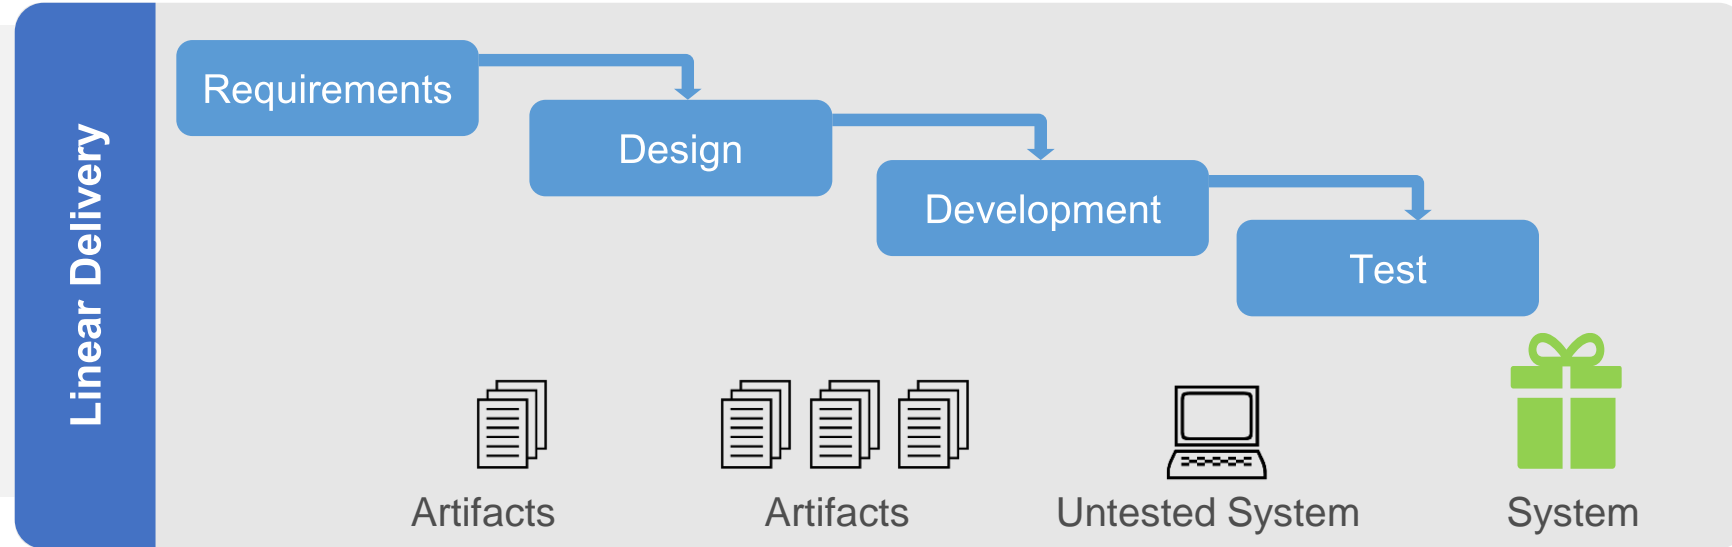 Linear Delivery
Requirements
Design
Development
Test
Artifacts
Artifacts
Untested System
System